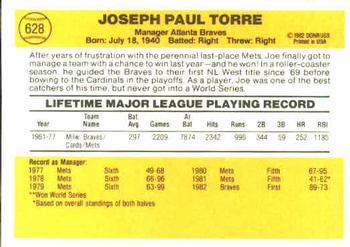 628
JOSEPH PAUL TORRE
Manager Atlanta Braves
Born: July 18, 1940 Batted: Right Threw: Right
© 1982 DONRUSS
Printed in USA
After years of frustration with the perennial last-place Mets, Joe finally got to
manage a team with a chance to win last year—and he won! In a roller-coaster
season, he guided the Braves to their first NL West title since '69 before
bowing to the Cardinals in the playoffs. As a player, Joe was one of the best
catchers of his time, but never got into a World Series.
LIFETIME MAJOR LEAGUE PLAYING RECORD
Year Team Name Bat. Avg. Games At Bat Hits Runs 2B 3B HR RBI
1961-77 Milw. Braves/ Cards/Mets 297 2209 7874 2342 996 344 59 252 1185
Record as Manager:
1977 Mets Sixth 49-68 1980 Mets Fifth 67-95
1978 Mets Sixth 66-96 1981 Mets Fifth 41-62*
1979 Mets Sixth 63-99 1982 Braves First 89-73
**Won World Series
*Based on overall standings of both halves